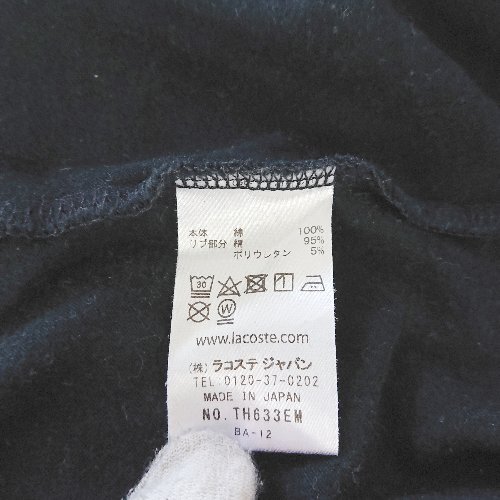 本体 綿 100%
リブ部分 綿 95%
ポリウレタン 5%
30
W
www.lacoste.com
(株) ラコステ ジャパン
TEL:0120-37-0202
MADE IN JAPAN
NO. TH633EM
BA-12